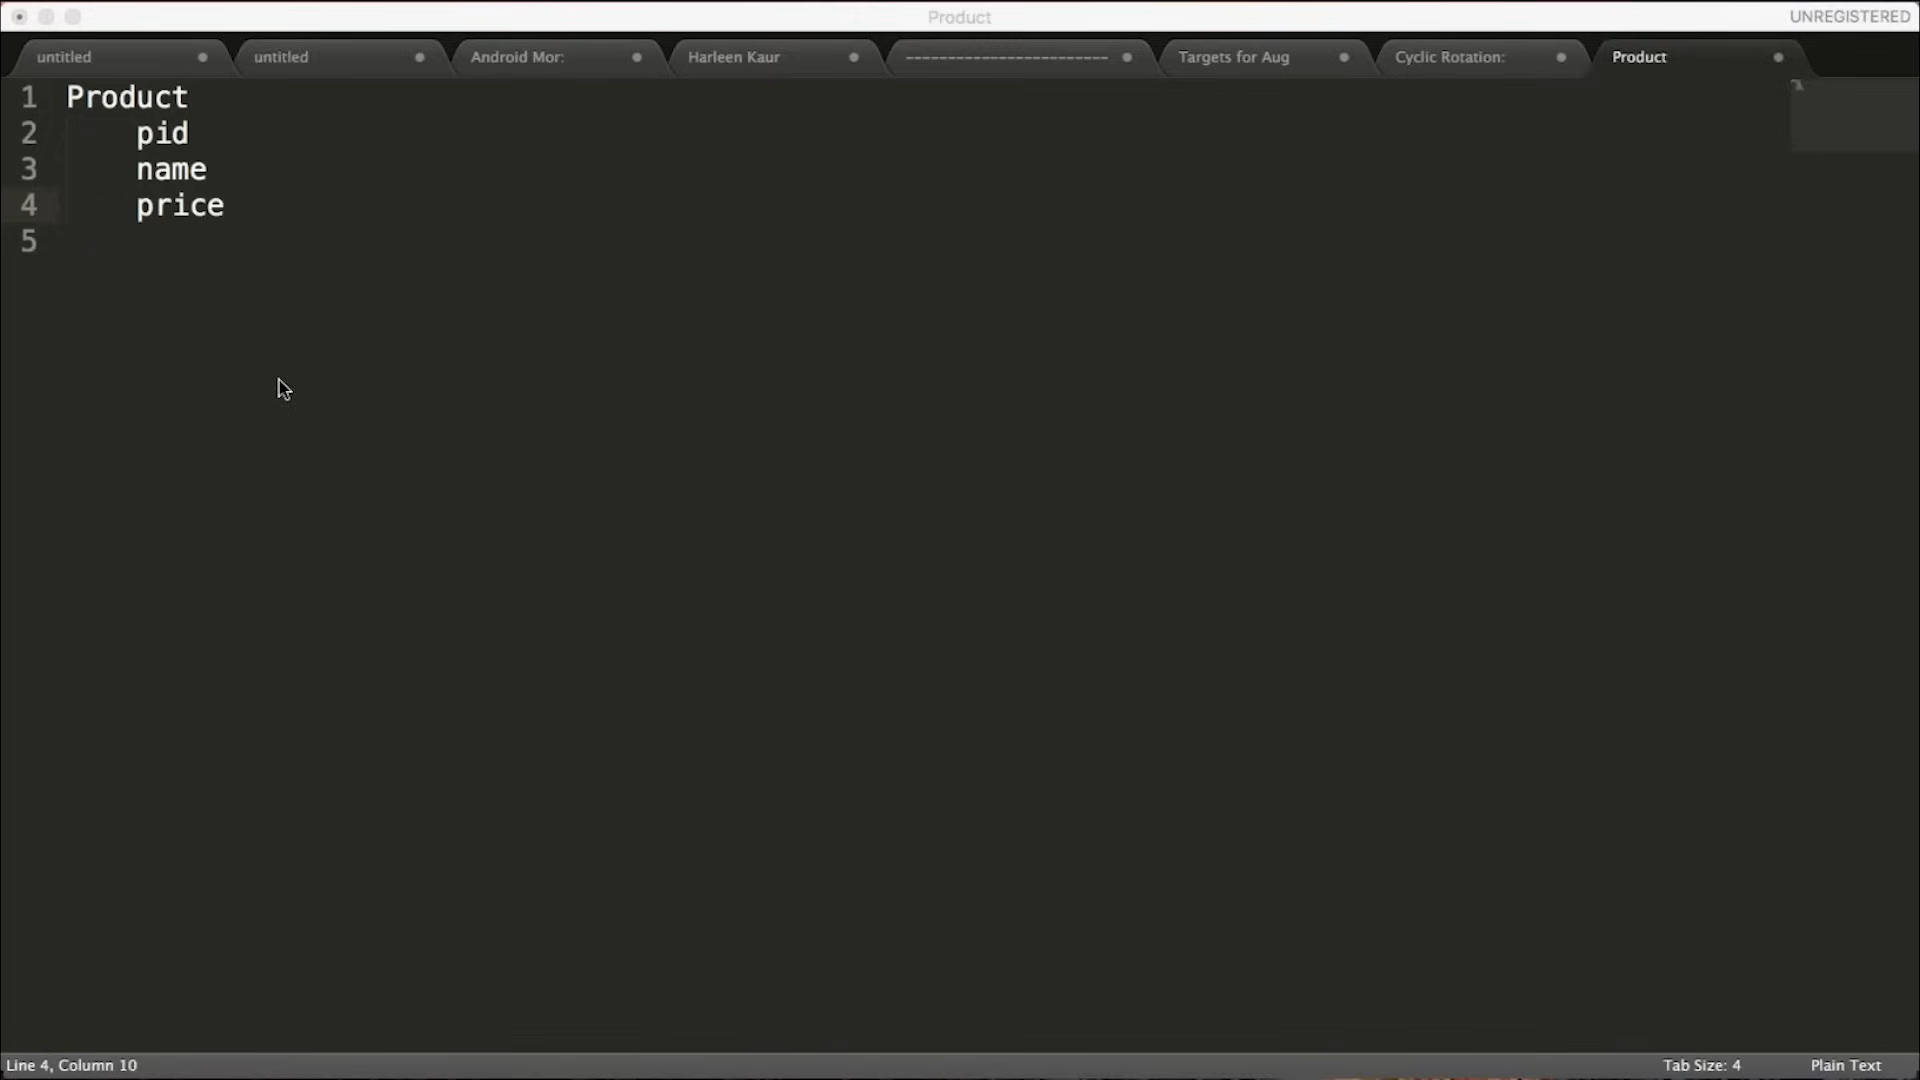 Product
UNREGISTERED
untitled
untitled
Android Mor:
Harleen Kaur
------------------------
Targets for Aug
Cyclic Rotation:
Product
1 Product
2 pid
3 name
4 price
5
Line 4, Column 10
Tab Size: 4
Plain Text